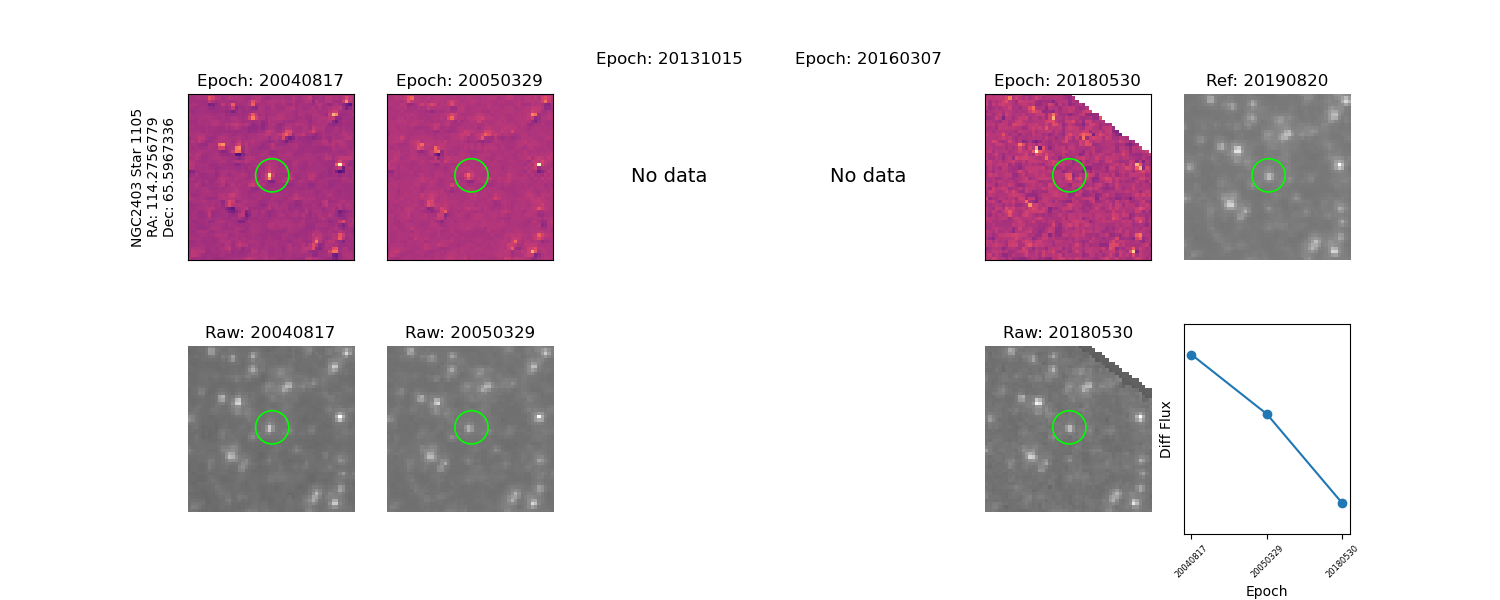 Epoch: 20131015
Epoch: 20160307
Epoch: 20040817
Epoch: 20050329
Epoch: 20180530
Ref: 20190820
NGC2403 Star 1105
RA: 114.2756779
Dec: 65.5967336
No data
No data
Raw: 20040817
Raw: 20050329
Raw: 20180530
Diff Flux
20040817
20050329
20180530
Epoch